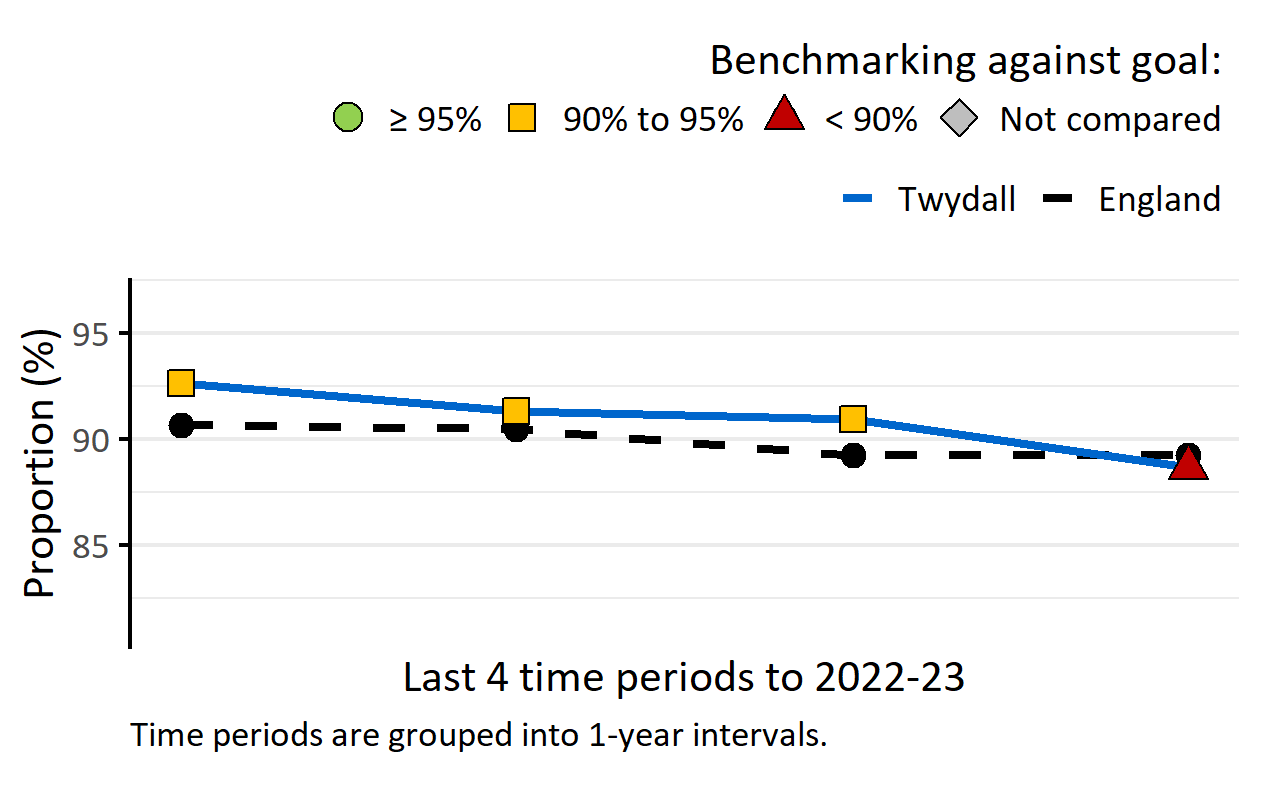 Benchmarking against goal:
≥ 95% 90% to 95% < 90% Not compared
Twydall England
Proportion (%)
95
90
85
Last 4 time periods to 2022-23
Time periods are grouped into 1-year intervals.